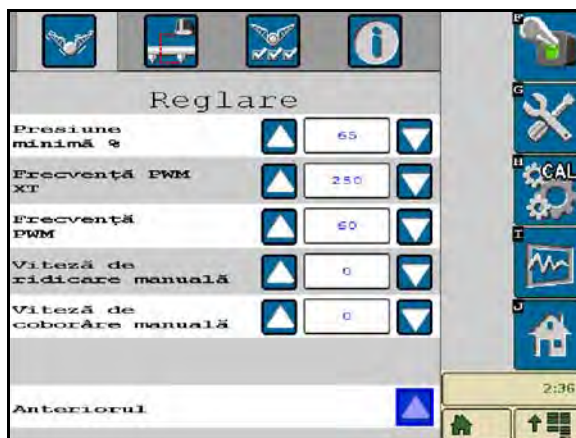 F
Reglare
G
Presiune
minimă %
65
Frecvență PWM
XT
250
H
CAL
Frecvență
PWM
60
I
Viteză de
ridicare manuală
0
Viteză de
coborâre manuală
0
J
2:36
Anteriorul